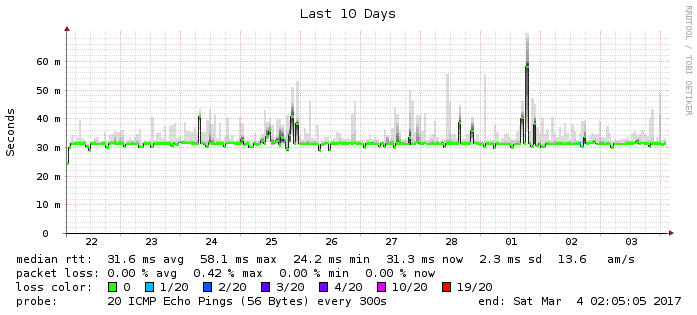 Last 10 Days
RRDTOOL / TOBI OETIKER
Seconds
60 m
50 m
40 m
30 m
20 m
10 m
0
22 23 24 25 26 27 28 01 02 03
median rtt: 31.6 ms avg 58.1 ms max 24.2 ms min 31.3 ms now 2.3 ms sd 13.6 am/s
packet loss: 0.00 % avg 0.42 % max 0.00 % min 0.00 % now
loss color: 0 1/20 2/20 3/20 4/20 10/20 19/20
probe: 20 ICMP Echo Pings (56 Bytes) every 300s end: Sat Mar 4 02:05:05 2017